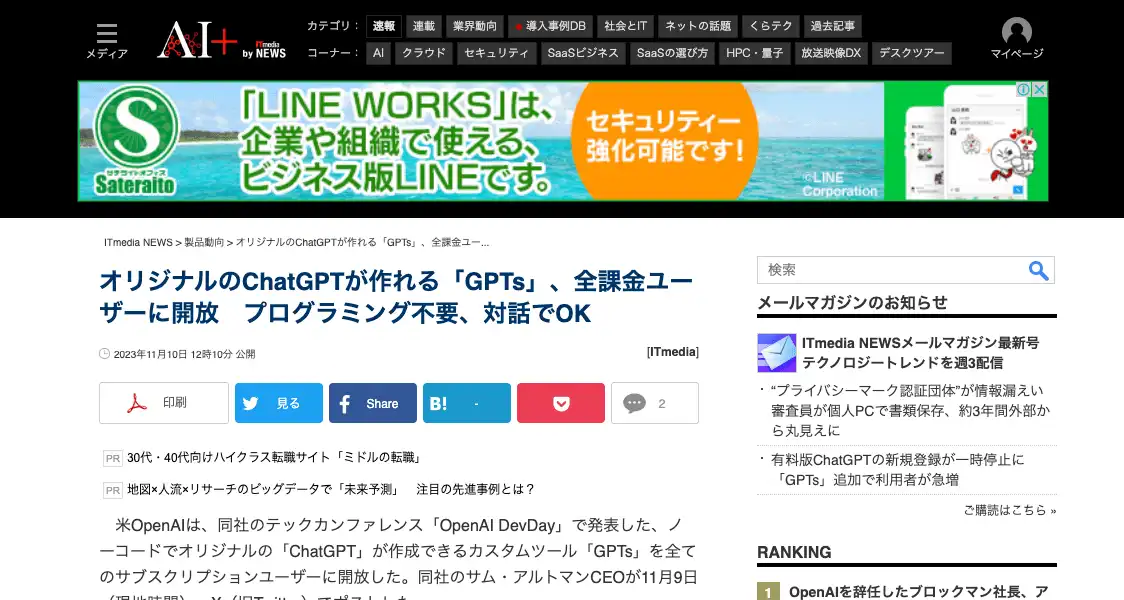 メディア
AI+
by ITmedia NEWS
カテゴリ： 速報 連載 業界動向 導入事例DB 社会とIT ネットの話題 くらテク 過去記事
コーナー： AI クラウド セキュリティ SaaSビジネス SaaSの選び方 HPC・量子 放送映像DX デスクツアー
マイページ
S
サテライトオフィス
Sateraito
「LINE WORKS」は、
企業や組織で使える、
ビジネス版LINEです。
セキュリティー
強化可能です！
©LINE
Corporation
ITmedia NEWS > 製品動向 > オリジナルのChatGPTが作れる「GPTs」、全課金ユー...
オリジナルのChatGPTが作れる「GPTs」、全課金ユー
ザーに開放　プログラミング不要、対話でOK
2023年11月10日 12時10分 公開
[ITmedia]
印刷 見る Share B! - 2
PR 30代・40代向けハイクラス転職サイト「ミドルの転職」
PR 地図×人流×リサーチのビッグデータで「未来予測」　注目の先進事例とは？
米OpenAIは、同社のテックカンファレンス「OpenAI DevDay」で発表した、ノ
ーコードでオリジナルの「ChatGPT」が作成できるカスタムツール「GPTs」を全て
のサブスクリプションユーザーに開放した。同社のサム・アルトマンCEOが11月9日
（現地時間）、X（旧Twitter）でポストした。
検索
メールマガジンのお知らせ
ITmedia NEWSメールマガジン最新号
テクノロジートレンドを週3配信
・“プライバシーマーク認証団体”が情報漏えい
審査員が個人PCで書類保存、約3年間外部か
ら丸見えに
・有料版ChatGPTの新規登録が一時停止に
「GPTs」追加で利用者が急増
ご購読はこちら »
RANKING
1 OpenAIを辞任したブロックマン社長、ア